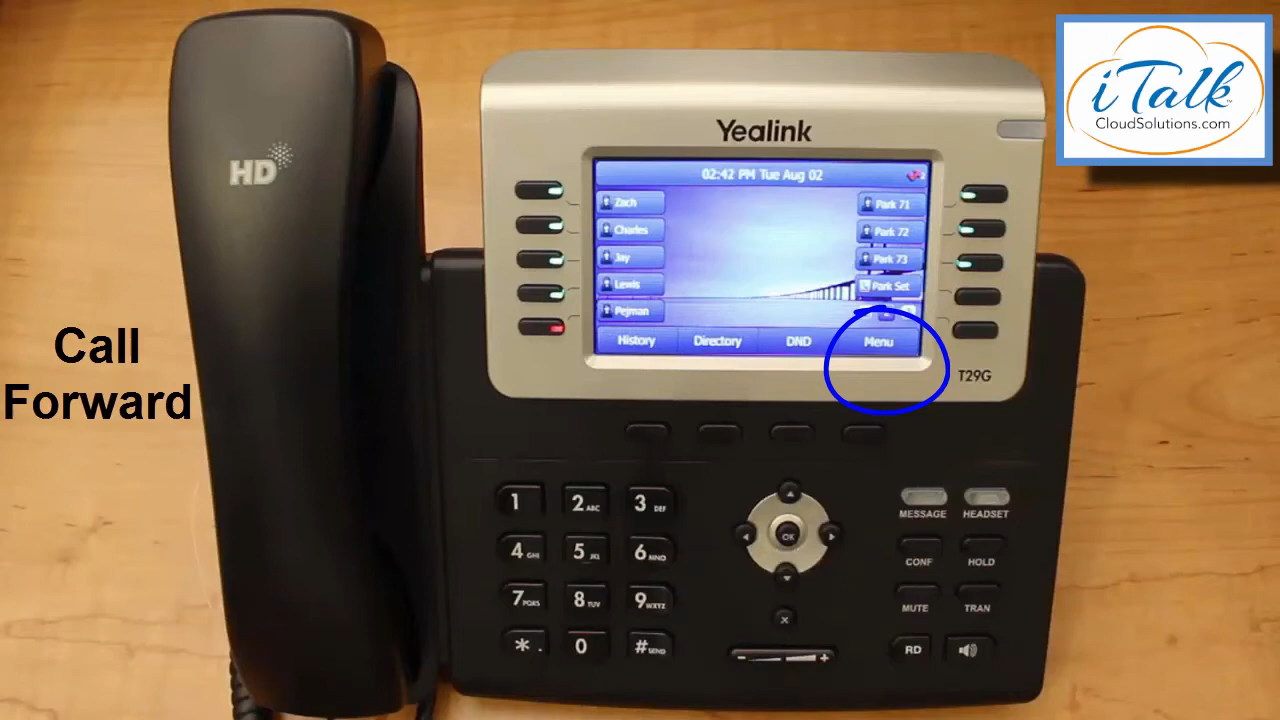 HD
Call
Forward
iTalk
CloudSolutions.com
Yealink
02:42 PM Tue Aug 02
Zach
Charles
Jay
Lewis
Pejman
Park 71
Park 72
Park 73
Park Set
History
Directory
DND
Menu
T29G
1
2 ABC
3 DEF
4 GHI
5 JKL
6 MNO
7 PQRS
8 TUV
9 WXYZ
* .
0
# SEND
OK
X
- +
MESSAGE
HEADSET
CONF
HOLD
MUTE
TRAN
RD